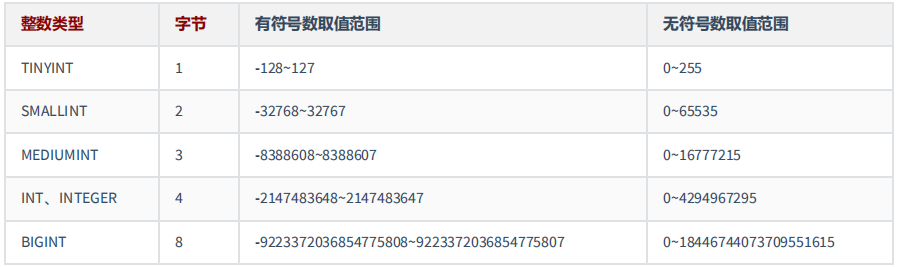 整数类型 字节 有符号数取值范围 无符号数取值范围
TINYINT 1 -128~127 0~255
SMALLINT 2 -32768~32767 0~65535
MEDIUMINT 3 -8388608~8388607 0~16777215
INT、INTEGER 4 -2147483648~2147483647 0~4294967295
BIGINT 8 -9223372036854775808~9223372036854775807 0~18446744073709551615